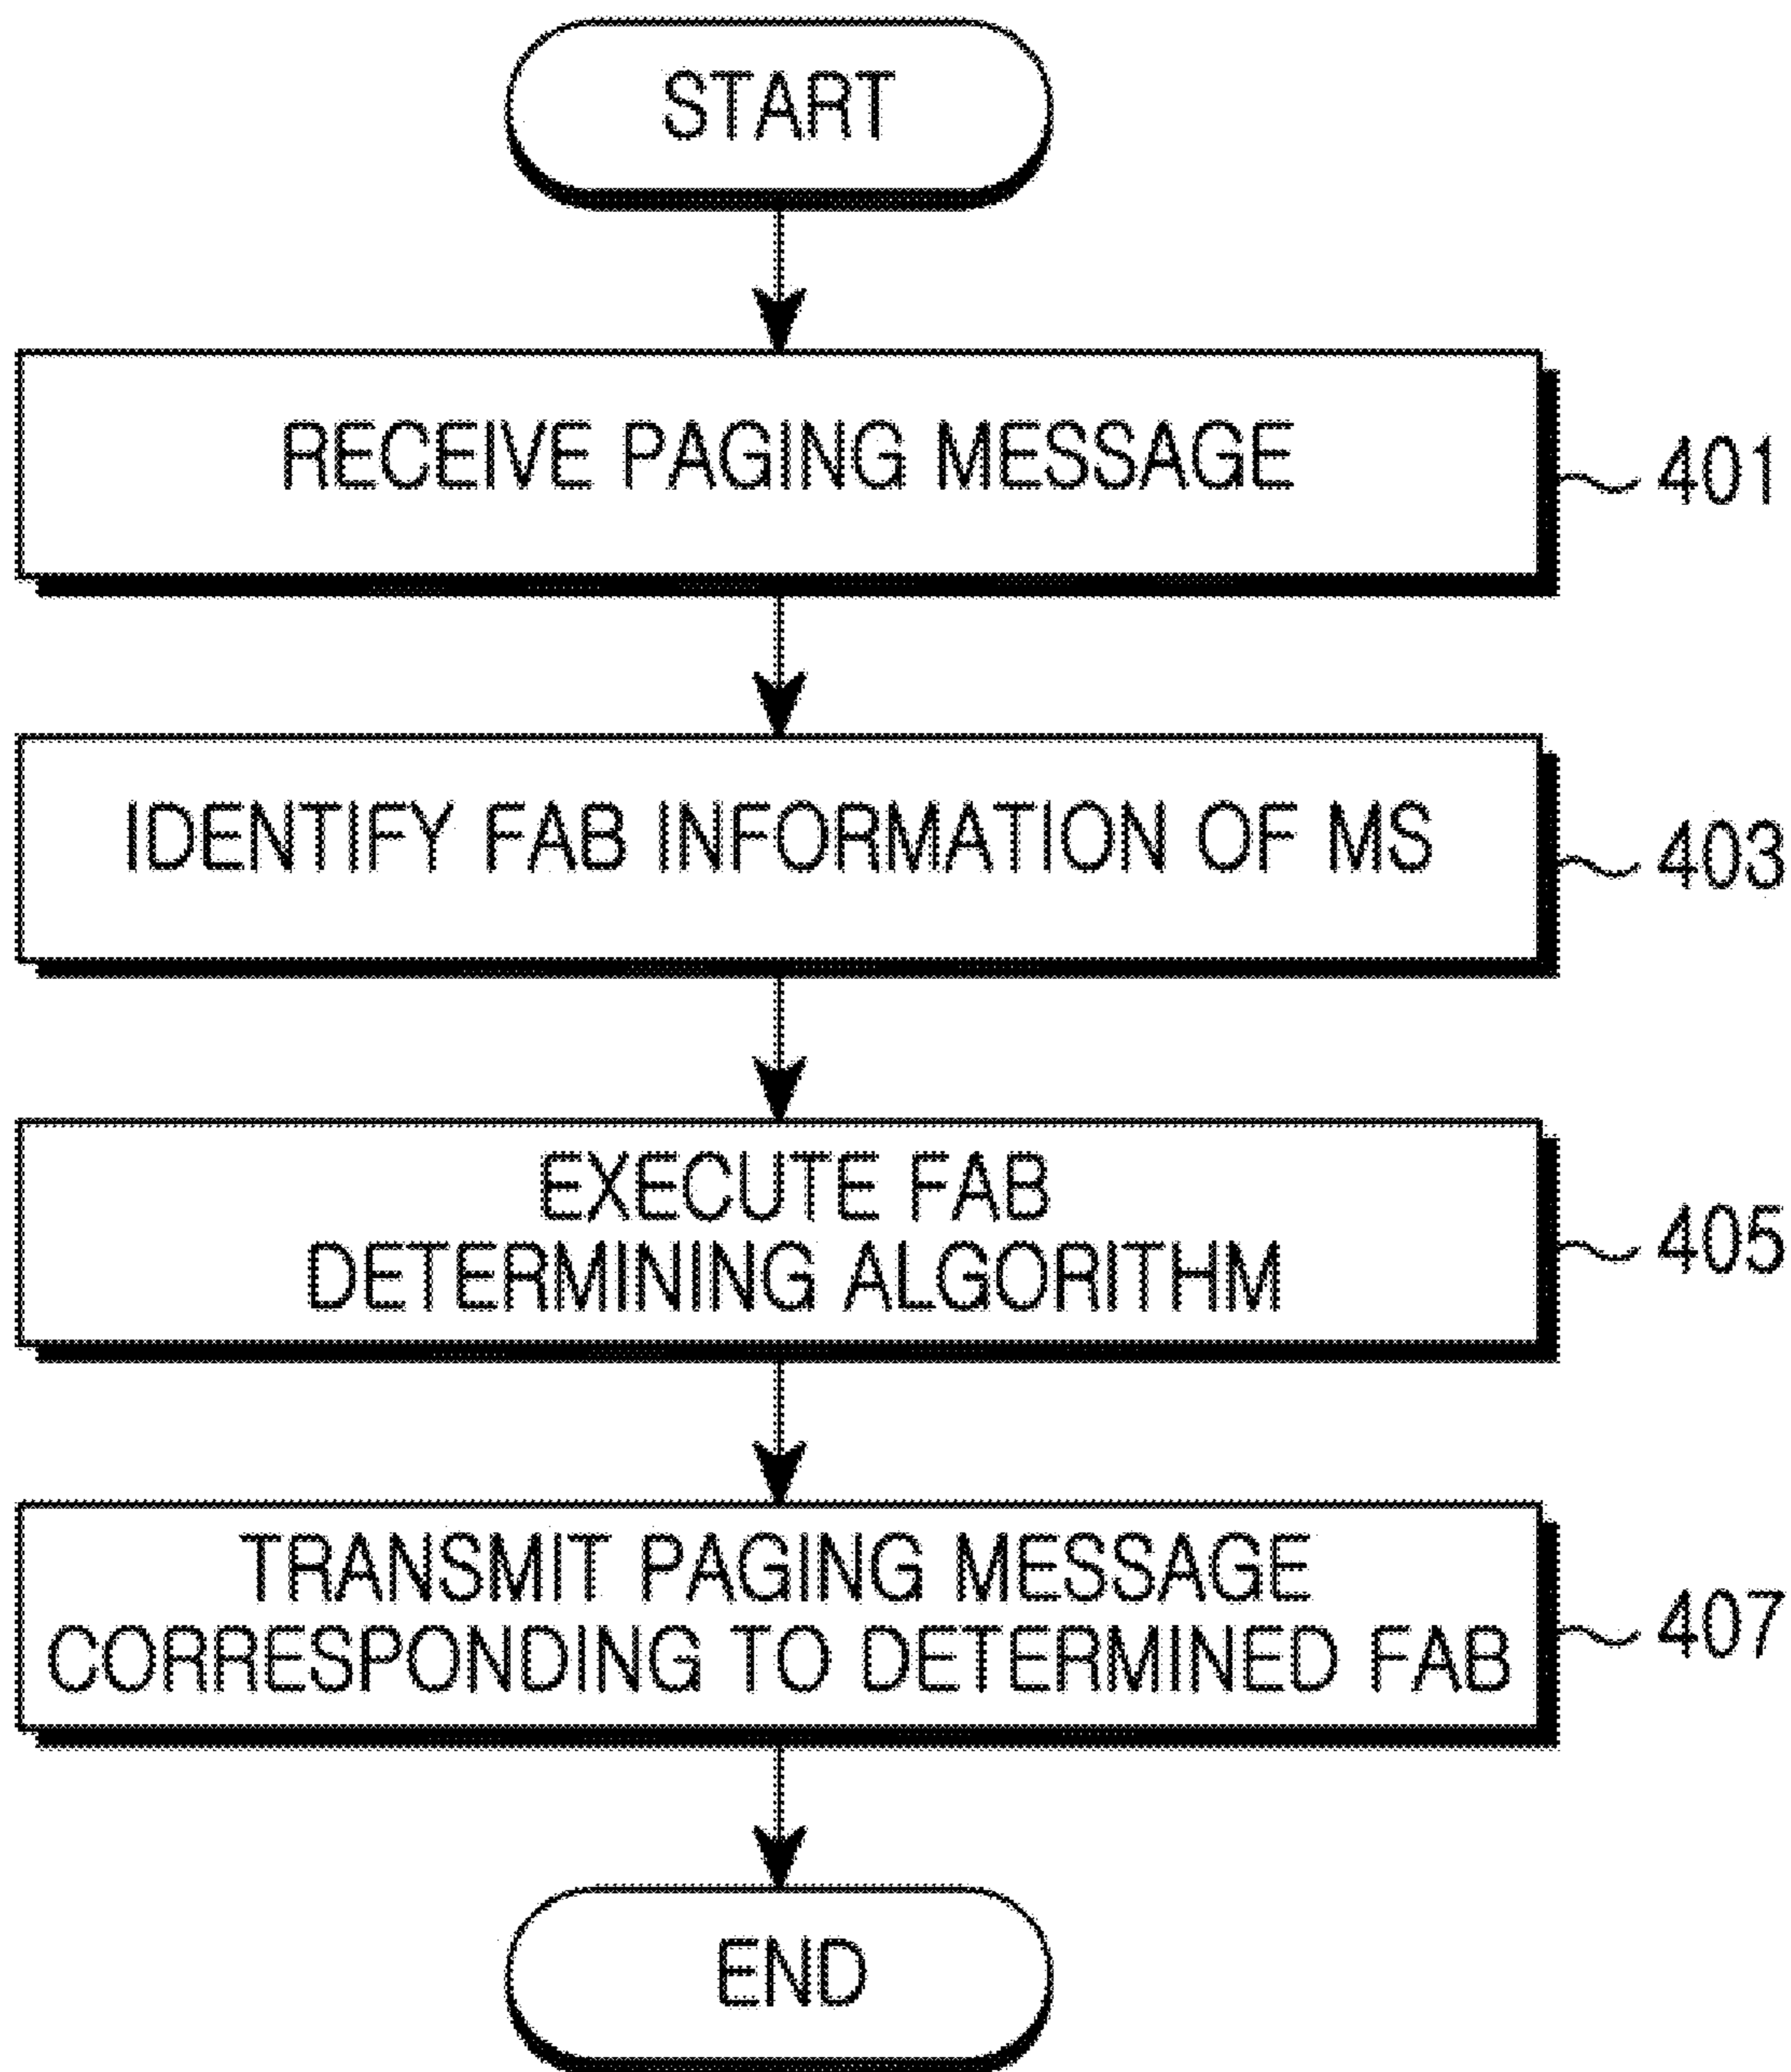 START
RECEIVE PAGING MESSAGE
401
IDENTIFY FAB INFORMATION OF MS
403
EXECUTE FAB
DETERMINING ALGORITHM
405
TRANSMIT PAGING MESSAGE
CORRESPONDING TO DETERMINED FAB
407
END